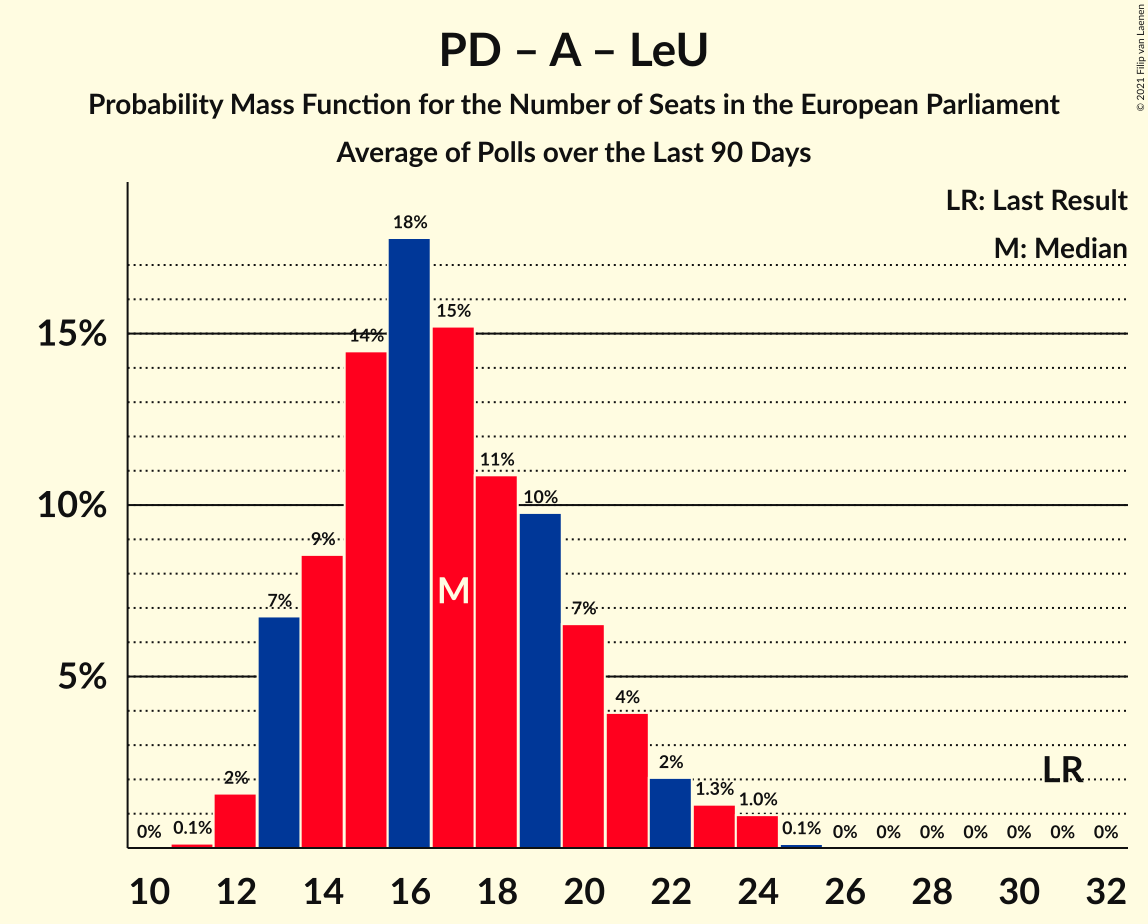 PD – A – LeU
Probability Mass Function for the Number of Seats in the European Parliament
Average of Polls over the Last 90 Days
© 2021 Filip van Laenen
LR: Last Result
M: Median
15%
10%
5%
0%
0.1%
2%
7%
9%
14%
18%
15%
11%
10%
7%
4%
2%
1.3%
1.0%
0.1%
0%
0%
0%
0%
0%
0%
0%
M
LR
10 12 14 16 18 20 22 24 26 28 30 32